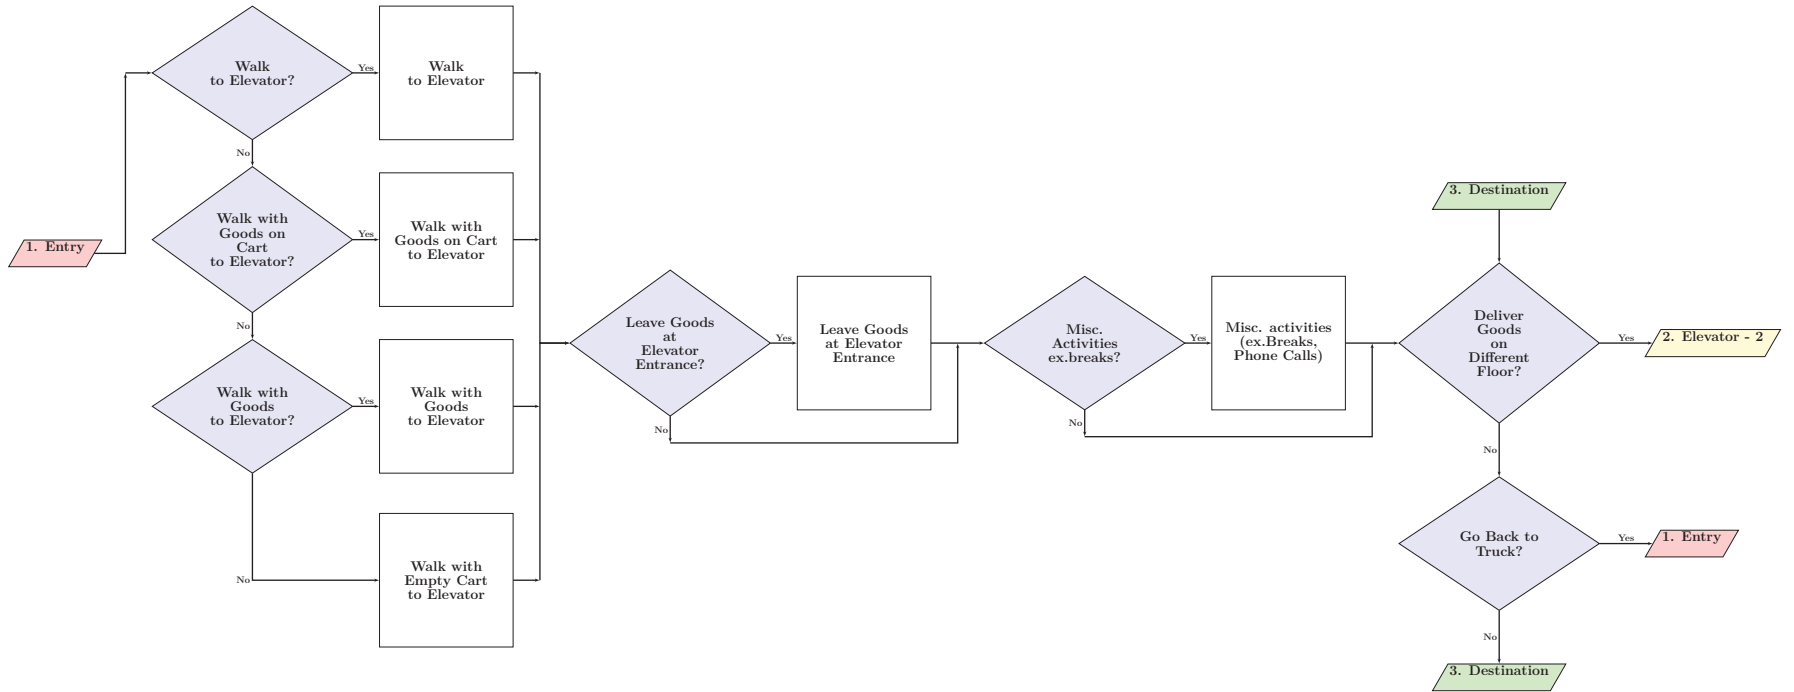 1. Entry
Walk
to Elevator?
Yes
Walk
to Elevator
No
Walk with
Goods on
Cart
to Elevator?
Yes
Walk with
Goods on Cart
to Elevator
No
Walk with
Goods
to Elevator?
Yes
Walk with
Goods
to Elevator
No
Walk with
Empty Cart
to Elevator
Leave Goods
at
Elevator
Entrance?
Yes
No
Leave Goods
at Elevator
Entrance
Misc.
Activities
ex.breaks?
Yes
No
Misc. activities
(ex.Breaks,
Phone Calls)
3. Destination
Deliver
Goods
on
Different
Floor?
Yes
2. Elevator - 2
No
Go Back to
Truck?
Yes
1. Entry
No
3. Destination